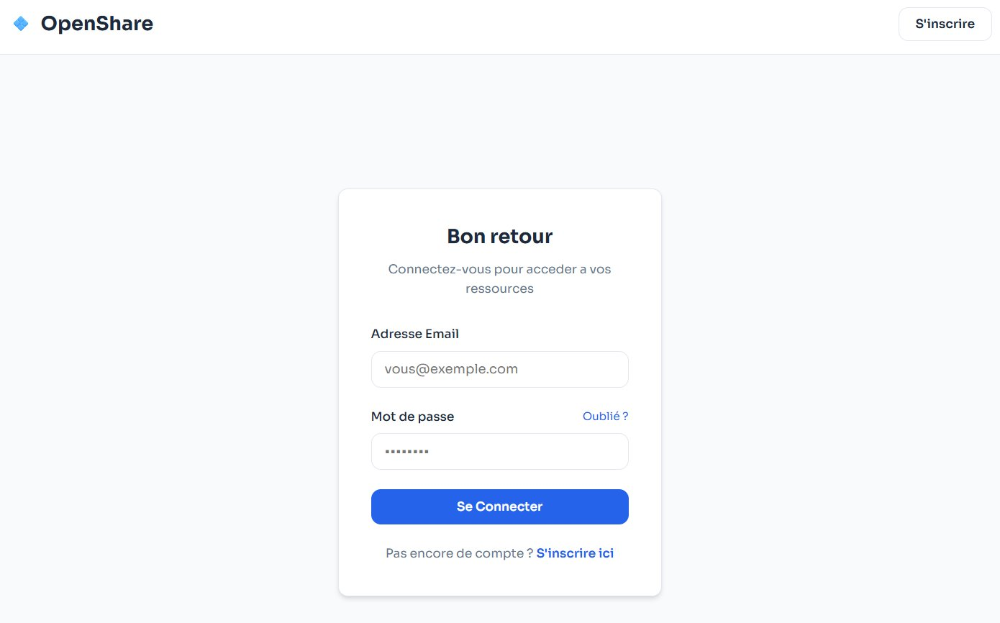 OpenShare
S'inscrire
Bon retour
Connectez-vous pour acceder a vos
ressources
Adresse Email
vous@exemple.com
Mot de passe
Oublié ?
Se Connecter
Pas encore de compte ? S'inscrire ici